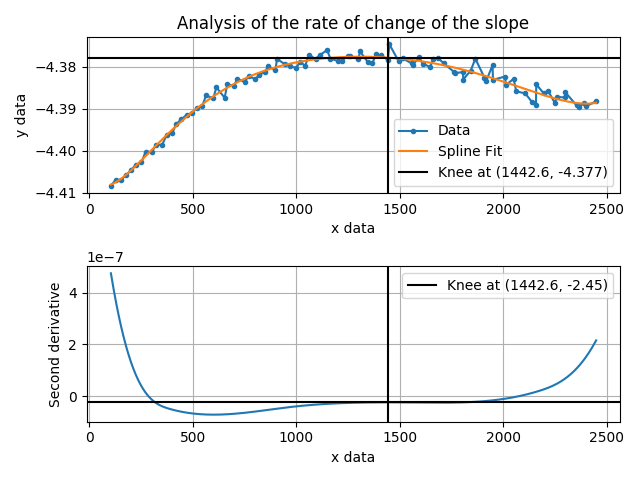 Analysis of the rate of change of the slope
y data
−4.38
−4.39
−4.40
−4.41
Data
Spline Fit
Knee at (1442.6, -4.377)
0 500 1000 1500 2000 2500
x data
1e−7
Second derivative
4
2
0
Knee at (1442.6, -2.45)
0 500 1000 1500 2000 2500
x data